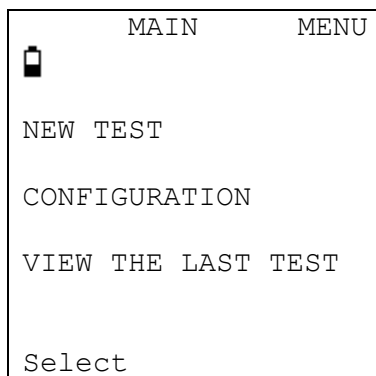 MAIN MENU
NEW TEST
CONFIGURATION
VIEW THE LAST TEST
Select